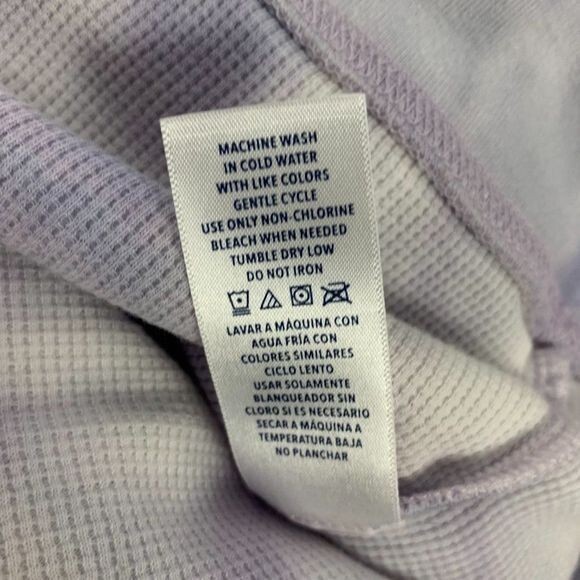 MACHINE WASH
IN COLD WATER
WITH LIKE COLORS
GENTLE CYCLE
USE ONLY NON-CHLORINE
BLEACH WHEN NEEDED
TUMBLE DRY LOW
DO NOT IRON
LAVAR A MÁQUINA CON
AGUA FRÍA CON
COLORES SIMILARES
CICLO LENTO
USAR SOLAMENTE
BLANQUEADOR SIN
CLORO SI ES NECESARIO
SECAR A MÁQUINA A
TEMPERATURA BAJA
NO PLANCHAR